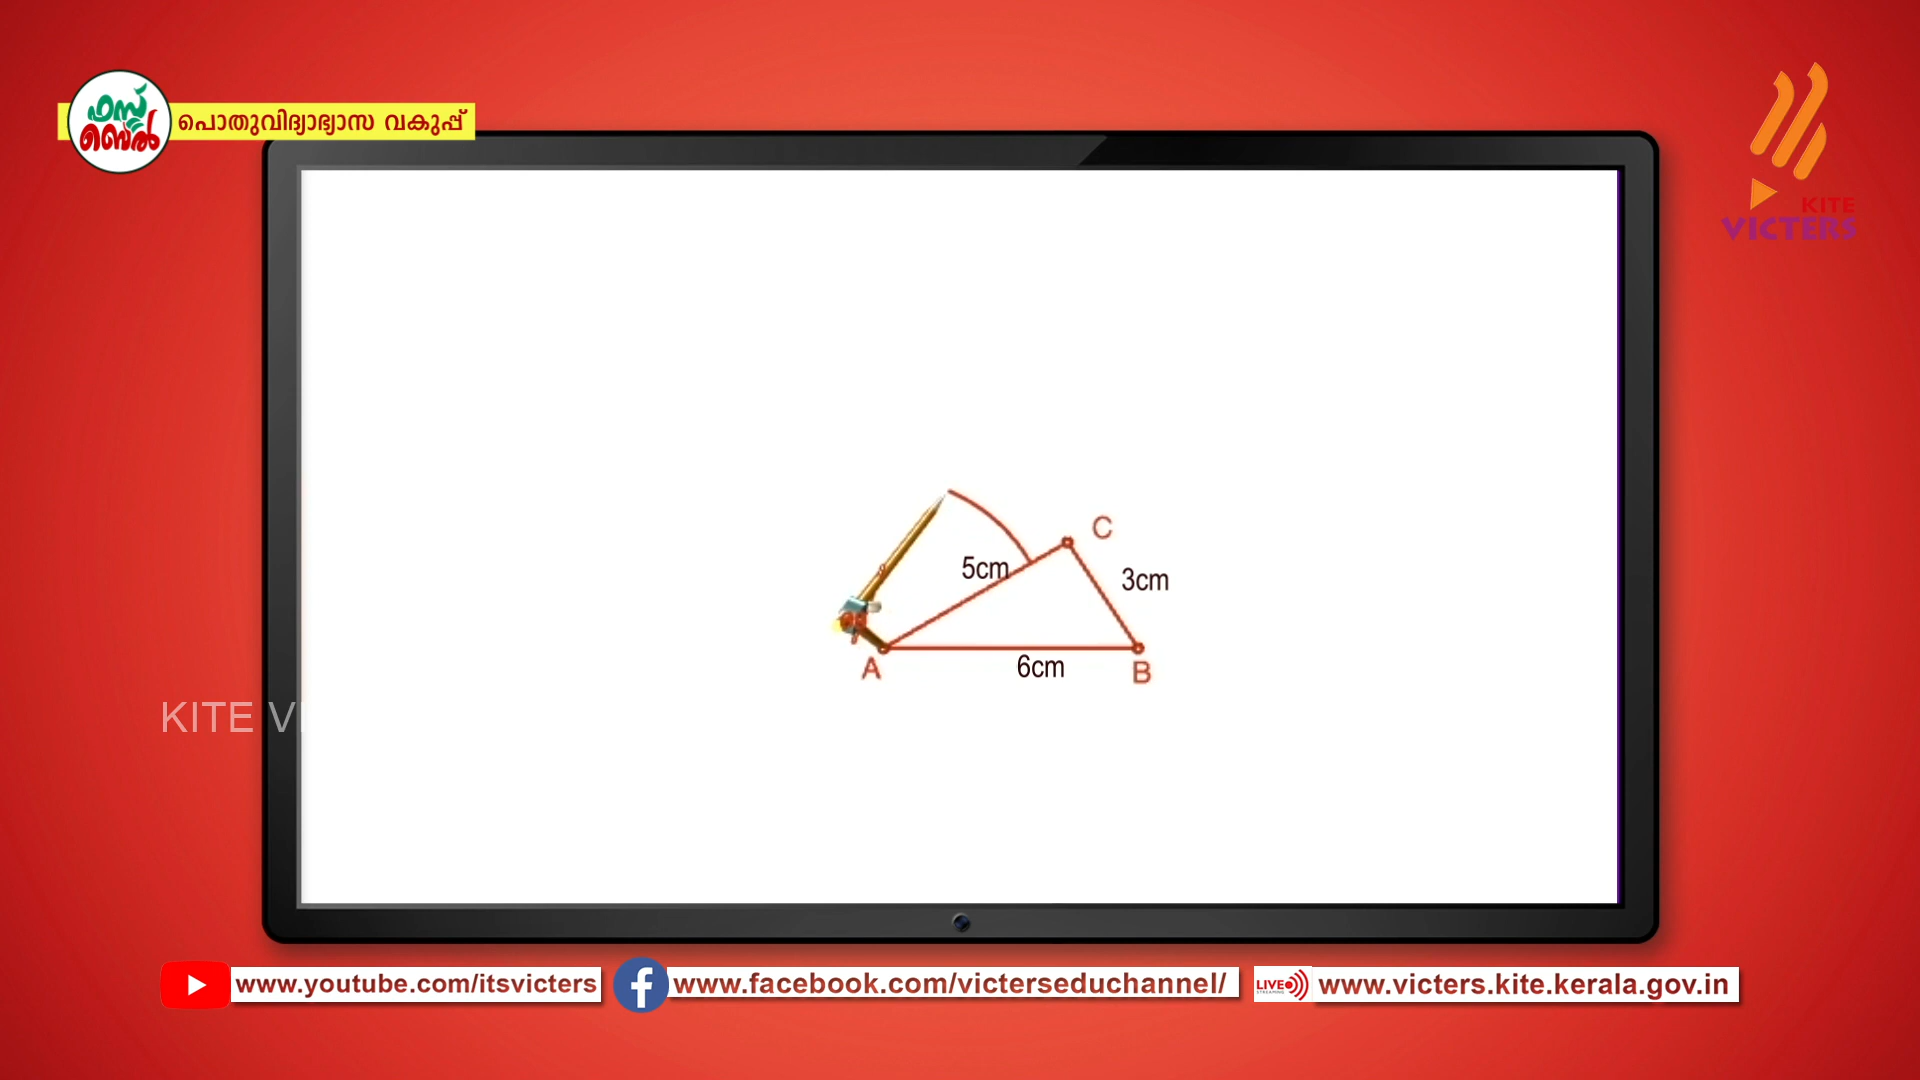 ഫസ്റ്റ്
ബെൽ
പൊതുവിദ്യാഭ്യാസ വകുപ്പ്
KITE
VICTERS
C
5cm
3cm
A
6cm
B
KITE VI
www.youtube.com/itsvicters
www.facebook.com/victerseduchannel/
LIVE
www.victers.kite.kerala.gov.in